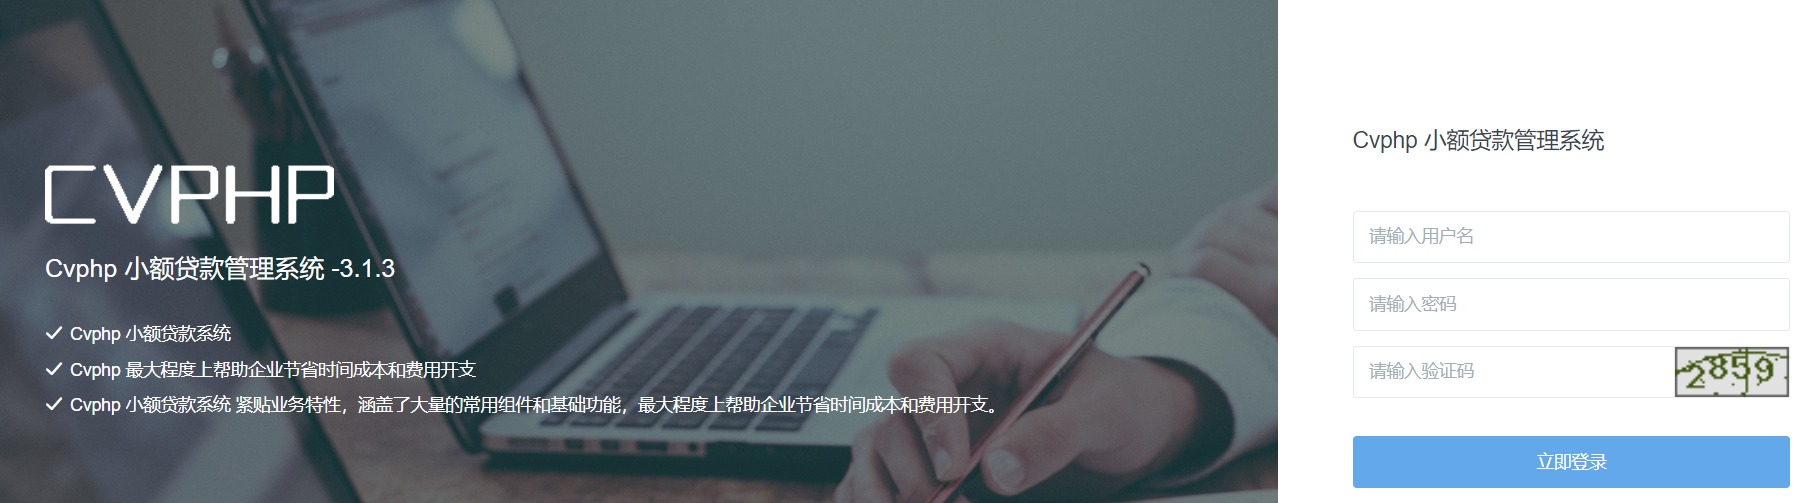 CVPHP
Cvphp 小额贷款管理系统 -3.1.3
Cvphp 小额贷款系统
Cvphp 最大程度上帮助企业节省时间成本和费用开支
Cvphp 小额贷款系统 紧贴业务特性，涵盖了大量的常用组件和基础功能，最大程度上帮助企业节省时间成本和费用开支。
Cvphp 小额贷款管理系统
请输入用户名
请输入密码
请输入验证码
2859
立即登录